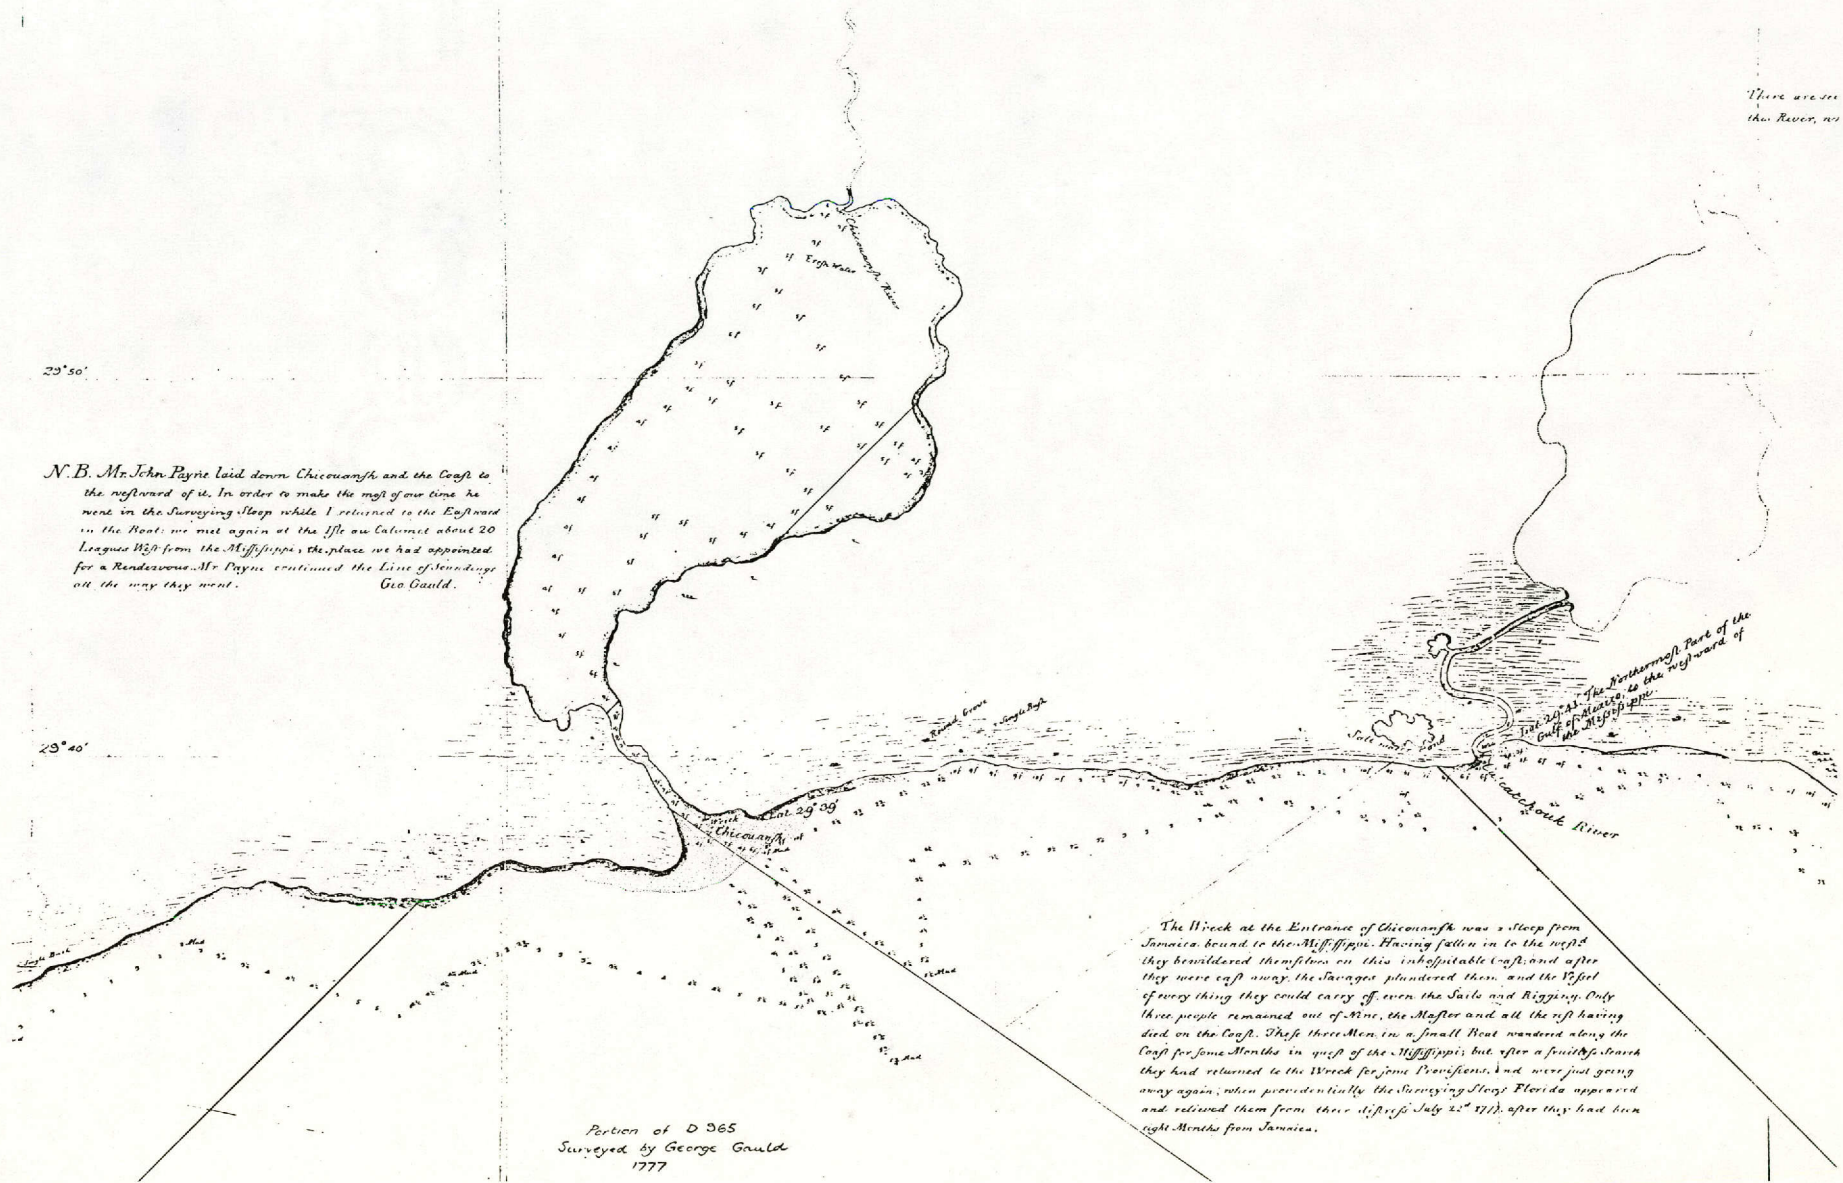 There are see
this River, no
Chicouansh River
Fresh Water
29°50'
N.B. Mr. John Payne laid down Chicouansh and the Coast to
the westward of it. In order to make the most of our time he
went in the Surveying Sloop while I returned to the Eastward
in the Boat: we met again at the Isle au Calumet about 20
Leagues West from the Mississippi, the place we had appointed
for a Rendezvous. Mr Payne continued the Line of Soundings
all the way they went. Geo. Gauld.
Lat. 29° 41' The Northermost Part of the
Gulf of Mexico, to the westward of
the Mississippi.
Round Grove
Single Bush
Salt water Pond
29°40'
Wreck
Lat 29°39'
Chicouansh
Mud
Calcatchouk River
Single Bush
Mud
Mud
Mud
Mud
The Wreck at the Entrance of Chicouansh was a Sloop from
Jamaica bound to the Mississippi. Having fallen in to the westd
they bewildered themselves on this inhospitable Coast; and after
they were cast away, the Savages plundered them and the Vessel
of every thing they could carry off, even the Sails and Rigging. Only
three people remained out of Nine, the Master and all the rest having
died on the Coast. These three Men in a small Boat wandered along the
Coast for some Months in quest of the Mississippi; but after a fruitless search
they had returned to the Wreck for some Provisions, and were just going
away again; when providentially the Surveying Sloop Florida appeared
and relieved them from their distress July 22d 1777. after they had been
eight Months from Jamaica.
Portion of D 965
Surveyed by George Gauld
1777